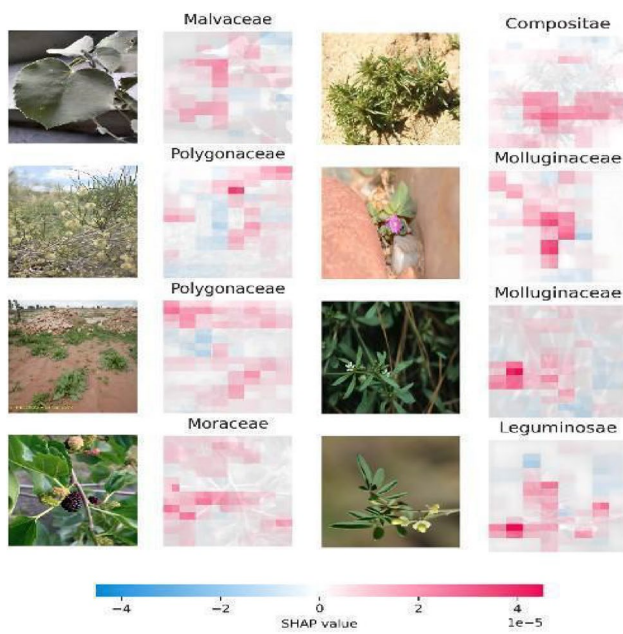 Malvaceae
Compositae
Polygonaceae
Molluginaceae
Polygonaceae
Molluginaceae
Moraceae
Leguminosae
−4 −2 0 2 4
1e−5
SHAP value